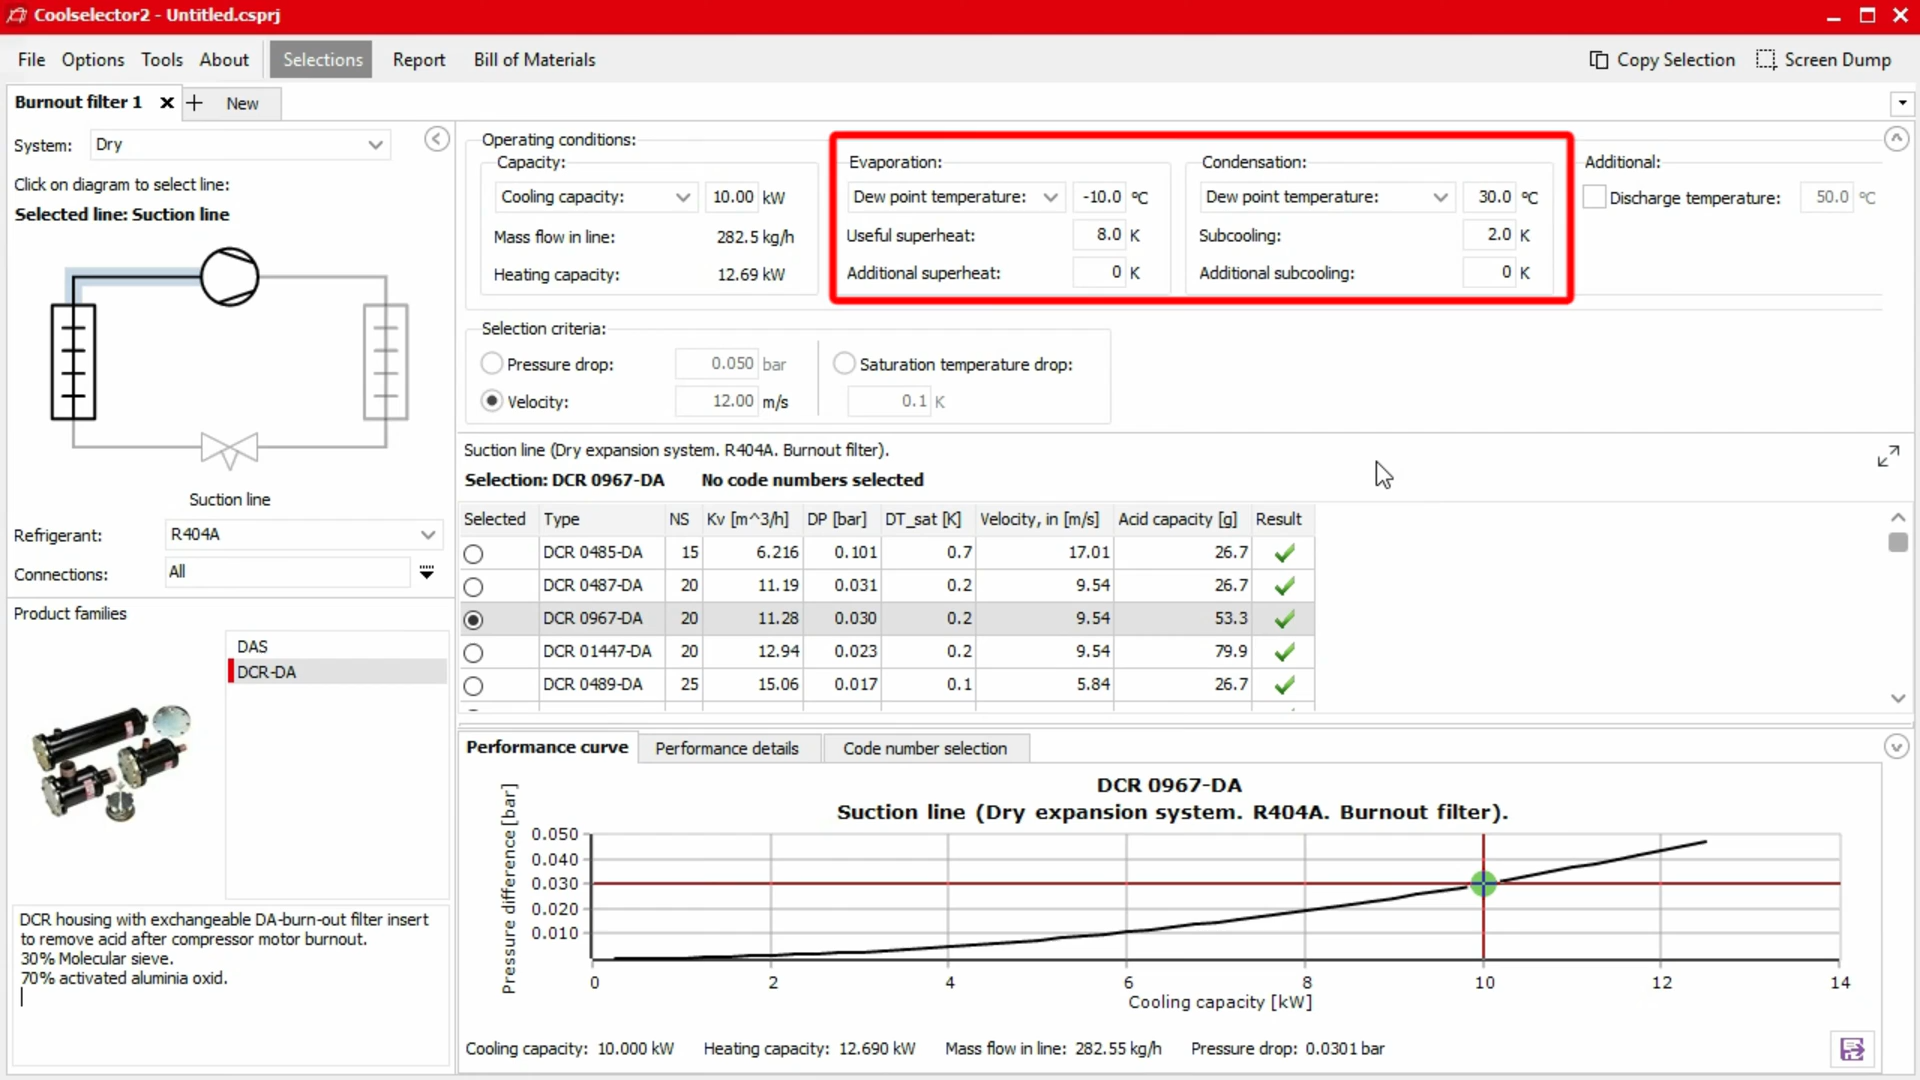 Coolselector2 - Untitled.csprj
File Options Tools About Selections Report Bill of Materials Copy Selection Screen Dump
Burnout filter 1 New
System: Dry
Click on diagram to select line:
Selected line: Suction line
Suction line
Refrigerant: R404A
Connections: All
Product families
DAS
DCR-DA
DCR housing with exchangeable DA-burn-out filter insert
to remove acid after compressor motor burnout.
30% Molecular sieve.
70% activated aluminia oxid.
Operating conditions:
Capacity:
Cooling capacity: 10.00 kW
Mass flow in line: 282.5 kg/h
Heating capacity: 12.69 kW
Evaporation:
Dew point temperature: -10.0 °C
Useful superheat: 8.0 K
Additional superheat: 0 K
Condensation:
Dew point temperature: 30.0 °C
Subcooling: 2.0 K
Additional subcooling: 0 K
Additional:
Discharge temperature: 50.0 °C
Selection criteria:
Pressure drop: 0.050 bar
Velocity: 12.00 m/s
Saturation temperature drop:
0.1 K
Suction line (Dry expansion system. R404A. Burnout filter).
Selection: DCR 0967-DA No code numbers selected
Selected Type NS Kv [m^3/h] DP [bar] DT_sat [K] Velocity, in [m/s] Acid capacity [g] Result
DCR 0485-DA 15 6.216 0.101 0.7 17.01 26.7
DCR 0487-DA 20 11.19 0.031 0.2 9.54 26.7
DCR 0967-DA 20 11.28 0.030 0.2 9.54 53.3
DCR 01447-DA 20 12.94 0.023 0.2 9.54 79.9
DCR 0489-DA 25 15.06 0.017 0.1 5.84 26.7
Performance curve Performance details Code number selection
DCR 0967-DA
Suction line (Dry expansion system. R404A. Burnout filter).
Pressure difference [bar]
0.050
0.040
0.030
0.020
0.010
0 2 4 6 8 10 12 14
Cooling capacity [kW]
Cooling capacity: 10.000 kW Heating capacity: 12.690 kW Mass flow in line: 282.55 kg/h Pressure drop: 0.0301 bar